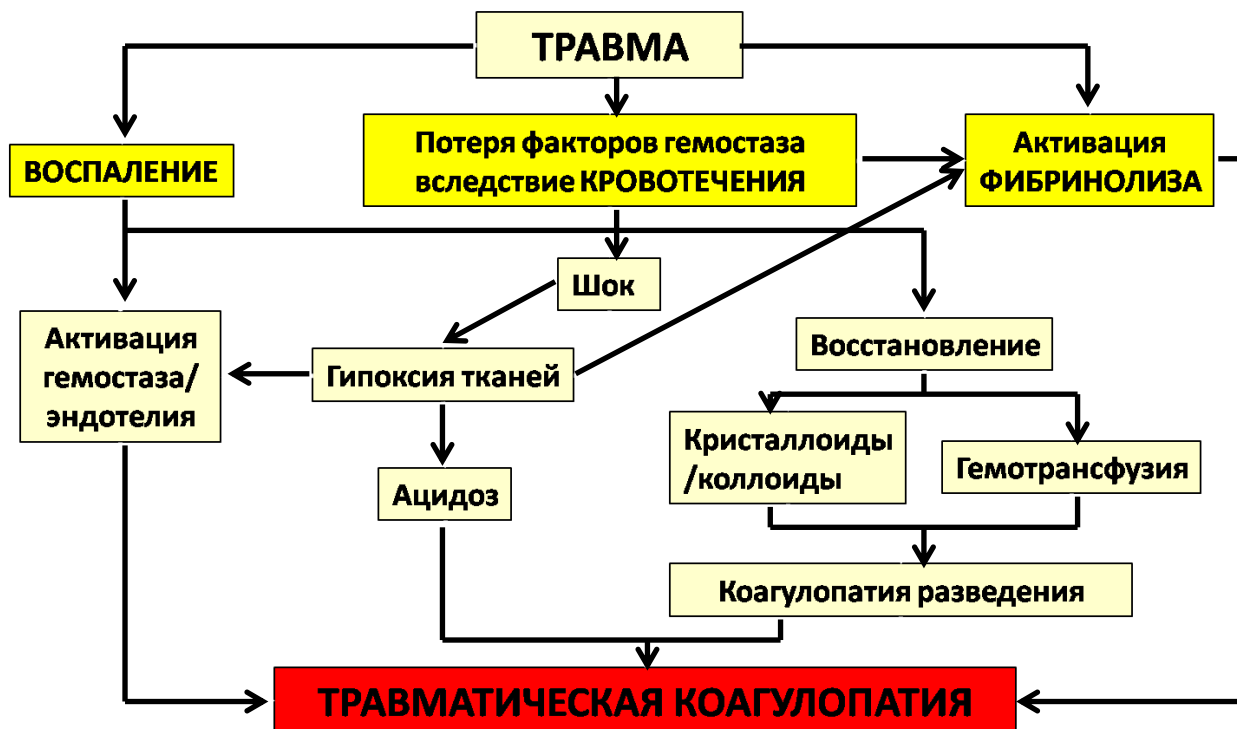 ТРАВМА
ВОСПАЛЕНИЕ
Потеря факторов гемостаза
вследствие КРОВОТЕЧЕНИЯ
Активация
ФИБРИНОЛИЗА
Шок
Активация
гемостаза/
эндотелия
Гипоксия тканей
Восстановление
Ацидоз
Кристаллоиды
/коллоиды
Гемотрансфузия
Коагулопатия разведения
ТРАВМАТИЧЕСКАЯ КОАГУЛОПАТИЯ